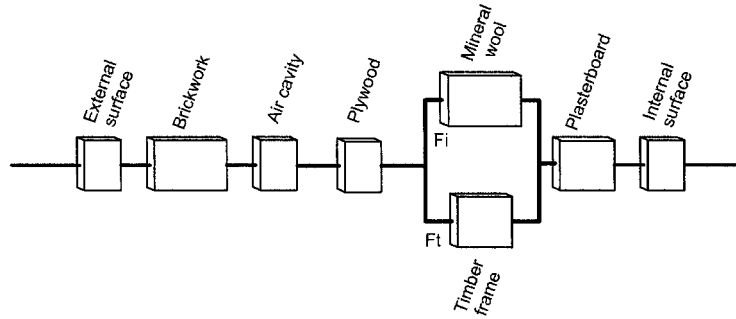 External
surface
Brickwork
Air cavity
Plywood
Mineral
wool
Fi
Ft
Timber
frame
Plasterboard
Internal
surface